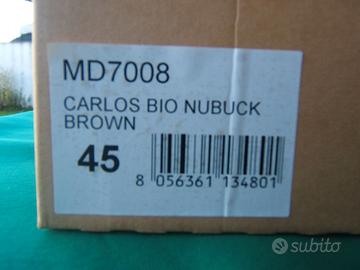 MD7008
CARLOS BIO NUBUCK
BROWN
45
8 056361 134801
subito